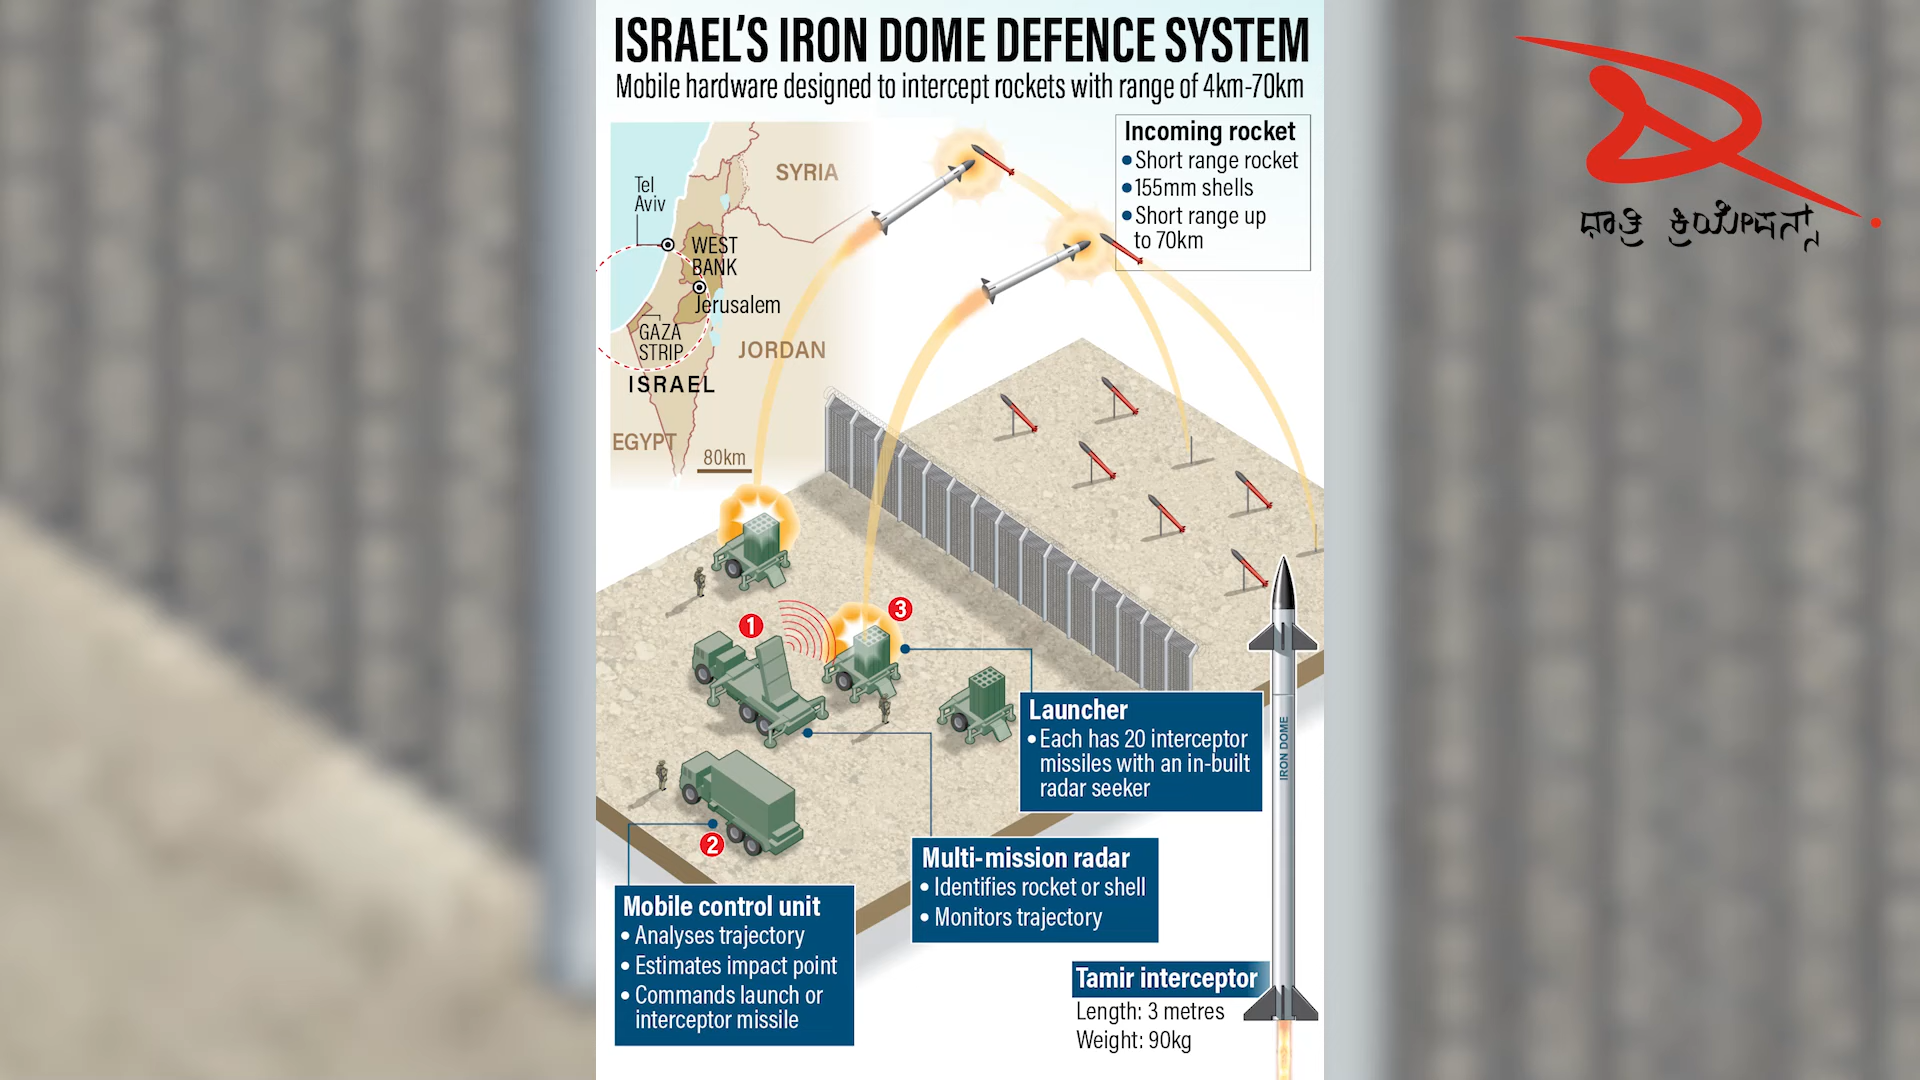 ISRAEL'S IRON DOME DEFENCE SYSTEM
Mobile hardware designed to intercept rockets with range of 4km-70km
Incoming rocket
• Short range rocket
• 155mm shells
• Short range up
to 70km
SYRIA
Tel
Aviv
WEST
BANK
Jerusalem
GAZA
STRIP
JORDAN
ISRAEL
EGYPT
80km
1
3
2
Launcher
• Each has 20 interceptor
missiles with an in-built
radar seeker
IRON DOME
Multi-mission radar
• Identifies rocket or shell
• Monitors trajectory
Mobile control unit
• Analyses trajectory
• Estimates impact point
• Commands launch or
interceptor missile
Tamir interceptor
Length: 3 metres
Weight: 90kg
ಧಾತ್ರಿ ಕ್ರಿಯೇಷನ್ಸ್